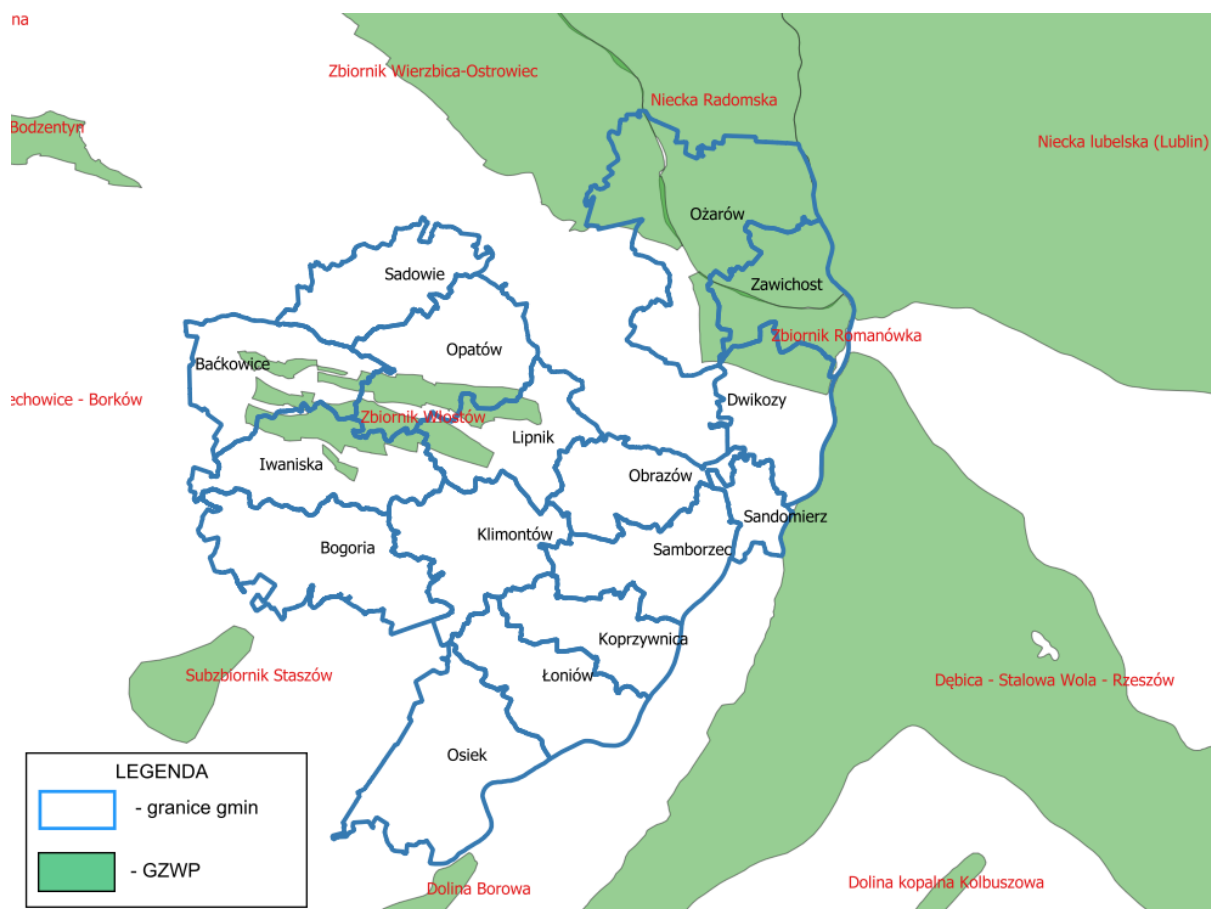 na
Zbiornik Wierzbica-Ostrowiec
Niecka Radomska
Bodzentyn
Niecka lubelska (Lublin)
Ożarów
Sadowie
Zawichost
Zbiornik Romanówka
Opatów
Baćkowice
echowice - Borków
Dwikozy
Zbiornik Włostów
Lipnik
Iwaniska
Obrazów
Sandomierz
Klimontów
Bogoria
Samborzec
Koprzywnica
Subzbiornik Staszów
Łoniów
Dębica - Stalowa Wola - Rzeszów
Osiek
LEGENDA
- granice gmin
- GZWP
Dolina Borowa
Dolina kopalna Kolbuszowa